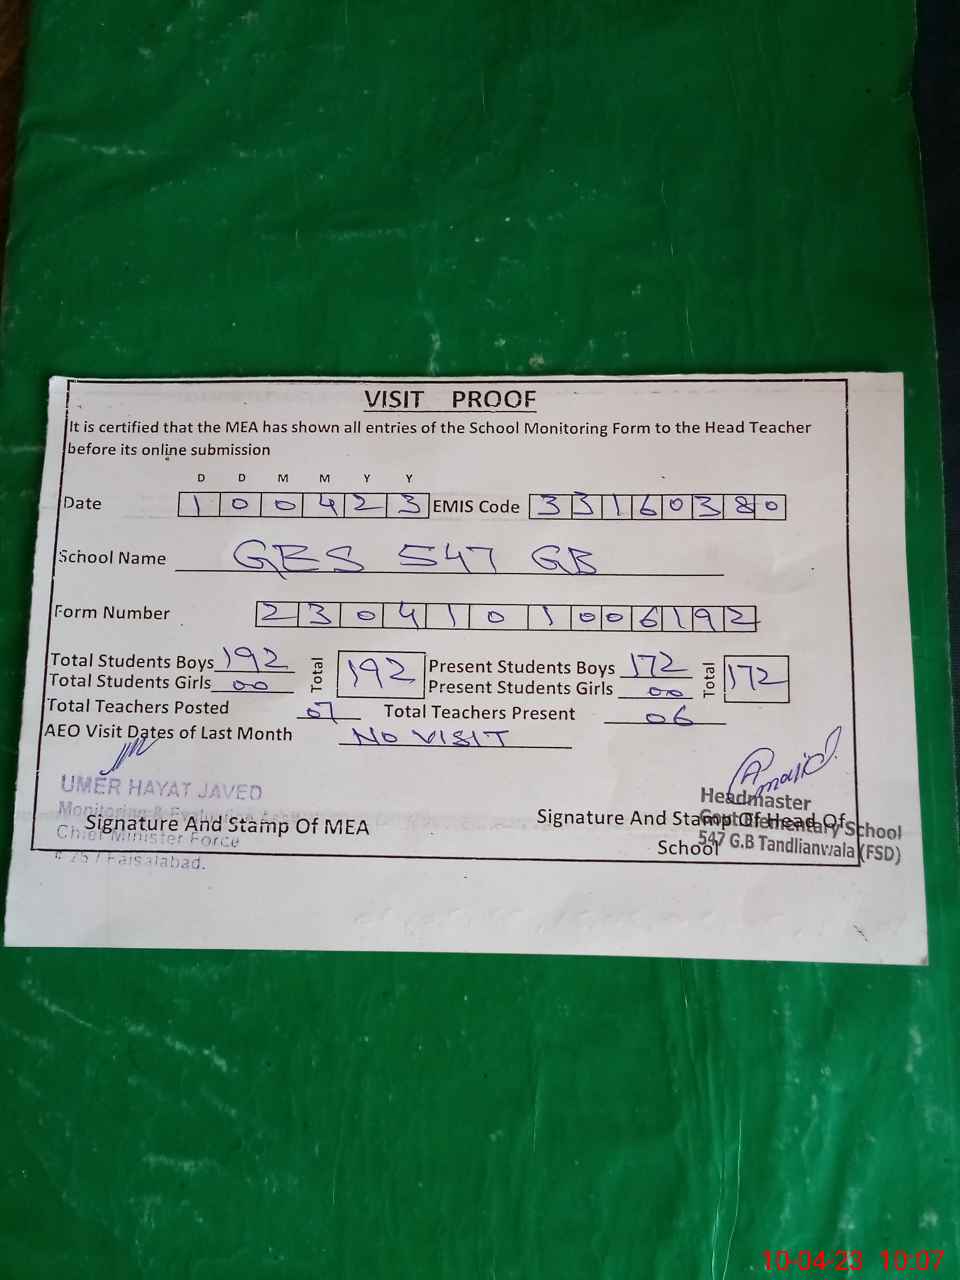 VISIT PROOF
It is certified that the MEA has shown all entries of the School Monitoring Form to the Head Teacher
before its online submission
D D M M Y Y
Date 1 0 0 4 2 3 EMIS Code 3 3 1 6 0 3 8 0
School Name GES 547 GB
Form Number 2 3 0 4 1 0 1 0 0 6 1 9 2
Total Students Boys 192 Total 192 Present Students Boys 172 Total 172
Total Students Girls 00 Present Students Girls 00
Total Teachers Posted 07 Total Teachers Present 06
AEO Visit Dates of Last Month NO VISIT
UMER HAYAT JAVED
Monitoring & Evaluation
Signature And Stamp Of MEA
Chief Minister Force
# 257 Faisalabad.
Headmaster
Signature And Stamp Of Head Of
School
Govt Elementary School
547 G.B Tandlianwala (FSD)
10-04-23 10:07